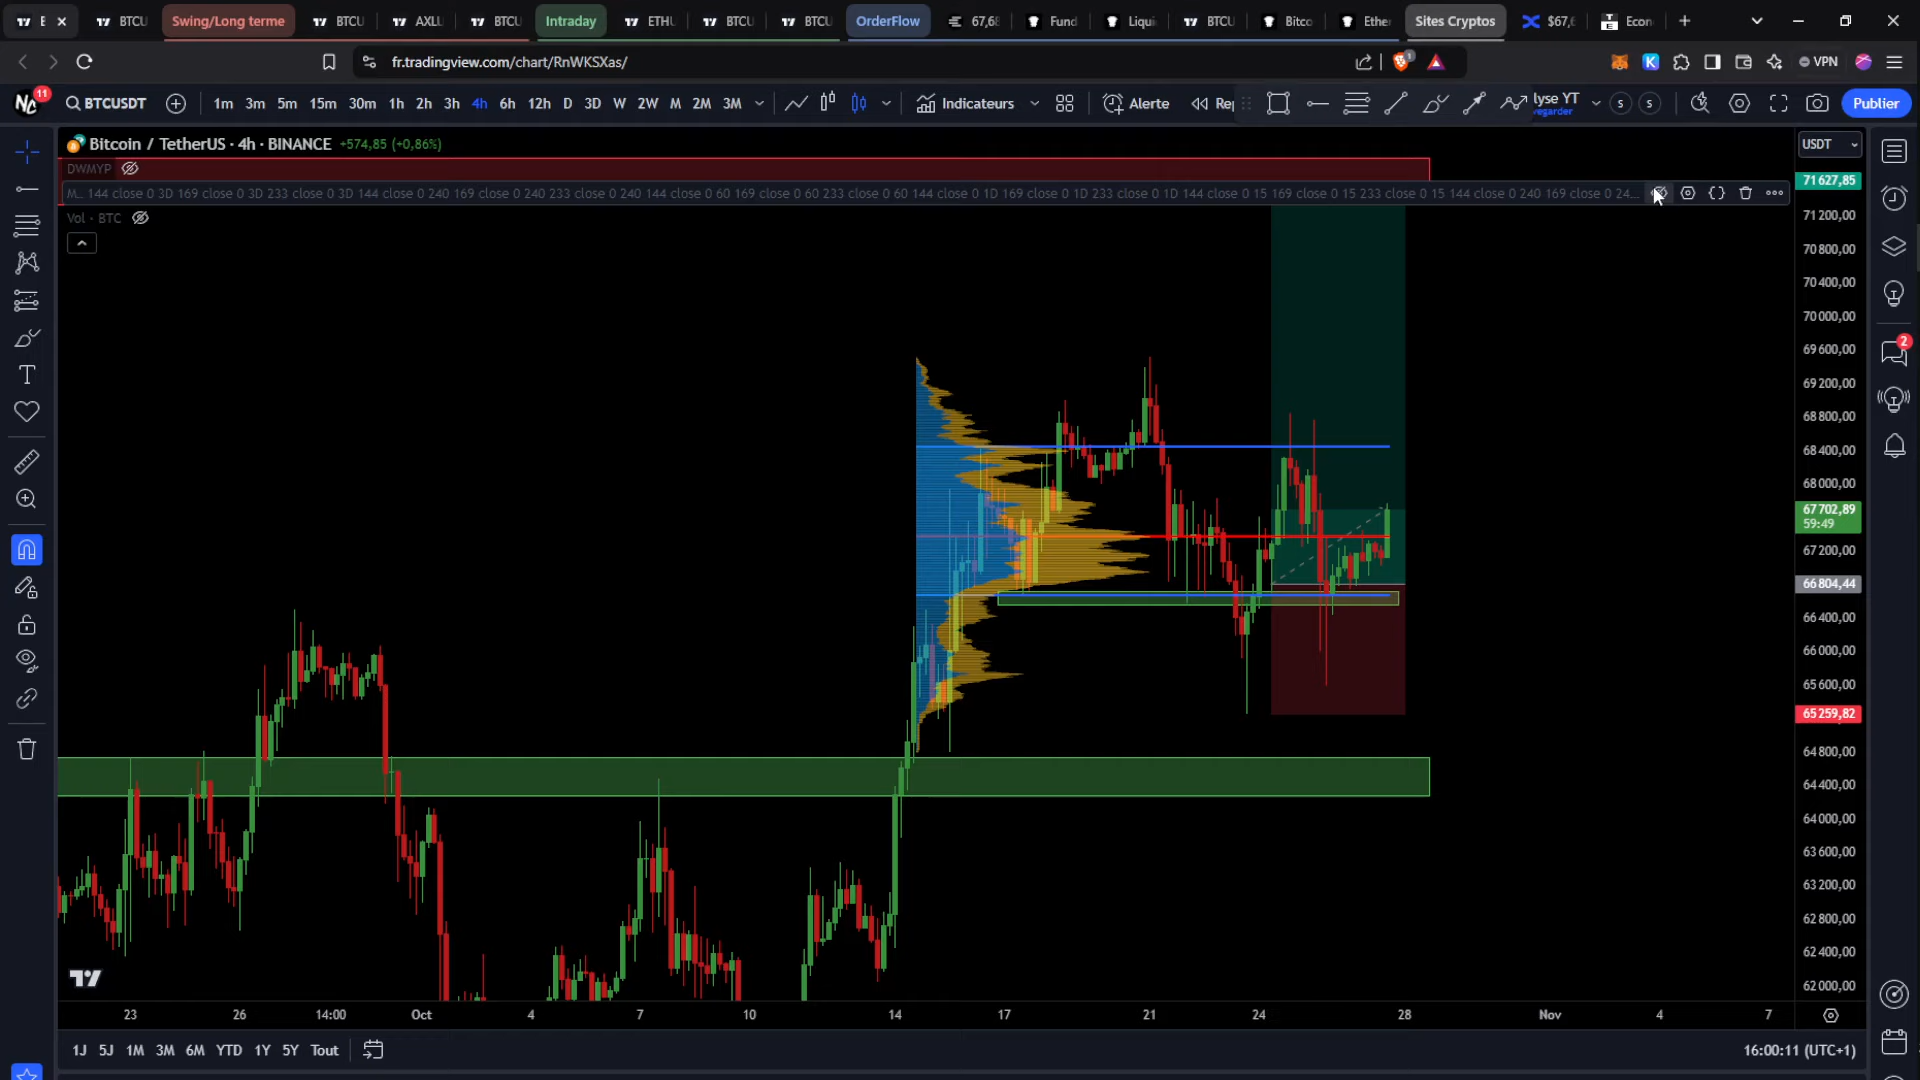 BTCU
Swing/Long terme
BTCU
AXLU
BTCU
Intraday
ETHU
BTCU
BTCU
OrderFlow
67,68
Fund
Liqui
BTCU
Bitco
Ether
Sites Cryptos
$67,6
Econ
fr.tradingview.com/chart/RnWKSXas/
1
VPN
11
BTCUSDT
1m 3m 5m 15m 30m 1h 2h 3h 4h 6h 12h D 3D W 2W M 2M 3M
Indicateurs
Alerte
Rep
lyse YT
vegarder
S
S
Publier
Bitcoin / TetherUS · 4h · BINANCE +574,85 (+0,86%)
USDT
DWMYP
M... 144 close 0 3D 169 close 0 3D 233 close 0 3D 144 close 0 240 169 close 0 240 233 close 0 240 144 close 0 60 169 close 0 60 233 close 0 60 144 close 0 1D 169 close 0 1D 233 close 0 1D 144 close 0 15 169 close 0 15 233 close 0 15 144 close 0 240 169 close 0 24...
Vol · BTC
71 627,85
71 200,00
70 800,00
70 400,00
70 000,00
69 600,00
69 200,00
68 800,00
68 400,00
68 000,00
67 702,89
59:49
67 200,00
66 804,44
66 400,00
66 000,00
65 600,00
65 259,82
64 800,00
64 400,00
64 000,00
63 600,00
63 200,00
62 800,00
62 400,00
62 000,00
2
23 26 14:00 Oct 4 7 10 14 17 21 24 28 Nov 4 7
1J 5J 1M 3M 6M YTD 1Y 5Y Tout
16:00:11 (UTC+1)